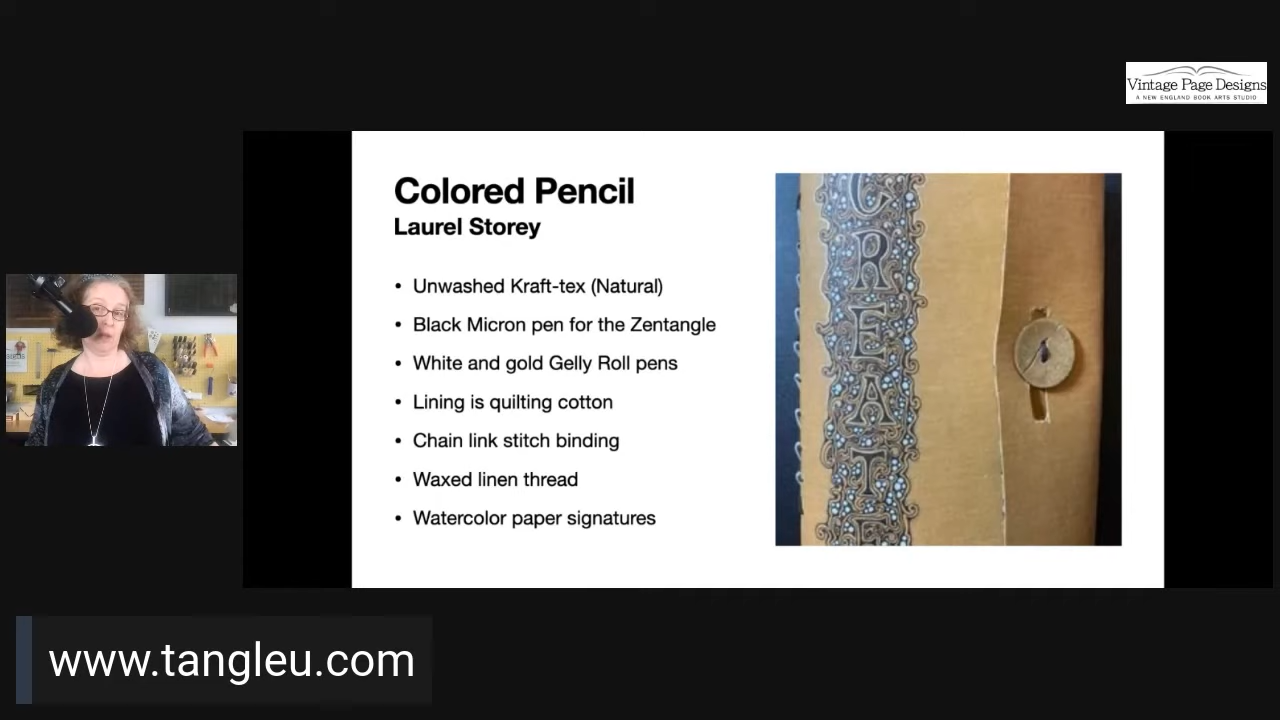 Vintage Page Designs
A NEW ENGLAND BOOK ARTS STUDIO
Colored Pencil
Laurel Storey
• Unwashed Kraft-tex (Natural)
• Black Micron pen for the Zentangle
• White and gold Gelly Roll pens
• Lining is quilting cotton
• Chain link stitch binding
• Waxed linen thread
• Watercolor paper signatures
CREATE
www.tangleu.com